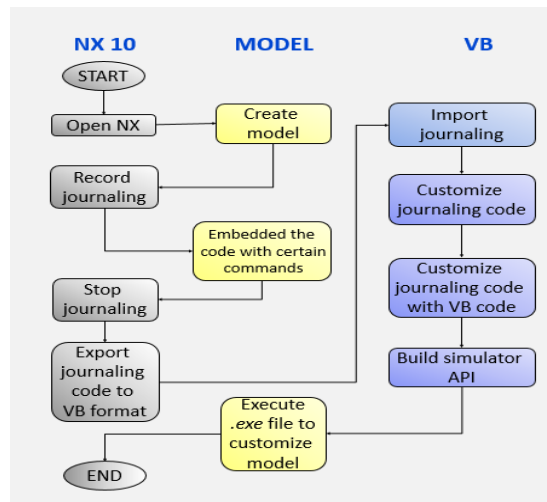 NX 10
MODEL
VB
START
Open NX
Create
model
Record
journaling
Embedded the
code with certain
commands
Stop
journaling
Export
journaling
code to
VB format
Import
journaling
Customize
journaling code
Customize
journaling code
with VB code
Build simulator
API
Execute
.exe file to
customize
model
END